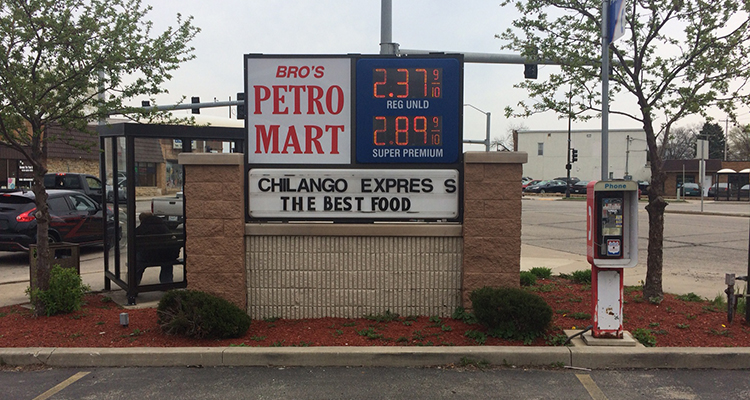 BRO'S
PETRO
MART
2.37 9/10
REG UNLD
2.89 9/10
SUPER PREMIUM
CHILANGO EXPRES S
THE BEST FOOD
Phone